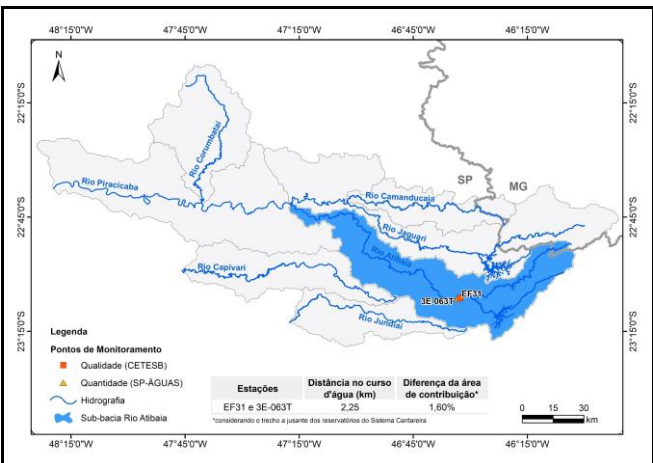 48°15'0"W 47°45'0"W 47°15'0"W 46°45'0"W 46°15'0"W
N
22°15'0"S
22°15'0"S
Rio Corumbataí
SP
MG
Rio Piracicaba
Rio Camanducaia
22°45'0"S
22°45'0"S
Rio Jaguari
Rio Atibaia
Rio Capivari
EF31
3E-063T
Rio Jundiaí
23°15'0"S
23°15'0"S
Legenda
Pontos de Monitoramento
Qualidade (CETESB)
Quantidade (SP-ÁGUAS)
Hidrografia
Sub-bacia Rio Atibaia
Estações Distância no curso d'água (km) Diferença da área de contribuição*
EF31 e 3E-063T 2,25 1,60%
*considerando o trecho a jusante dos reservatórios do Sistema Cantareira
0 15 30
km
48°15'0"W 47°45'0"W 47°15'0"W 46°45'0"W 46°15'0"W